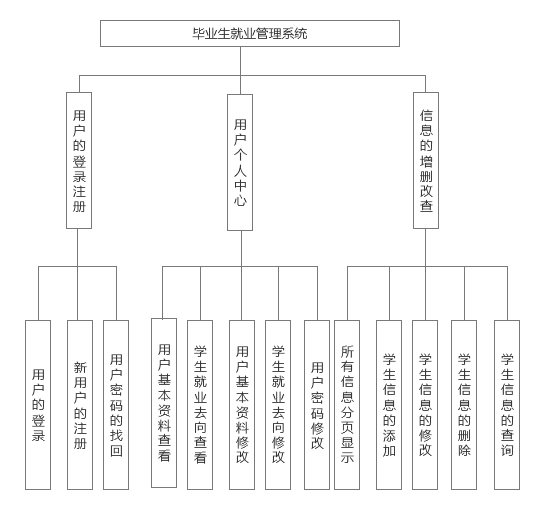 毕业生就业管理系统
用户的登录注册
用户个人中心
信息的增删改查
用户的登录
新用户的注册
用户密码的找回
用户基本资料查看
学生就业去向查看
用户基本资料修改
学生就业去向修改
用户密码修改
所有信息分页显示
学生信息的添加
学生信息的修改
学生信息的删除
学生信息的查询